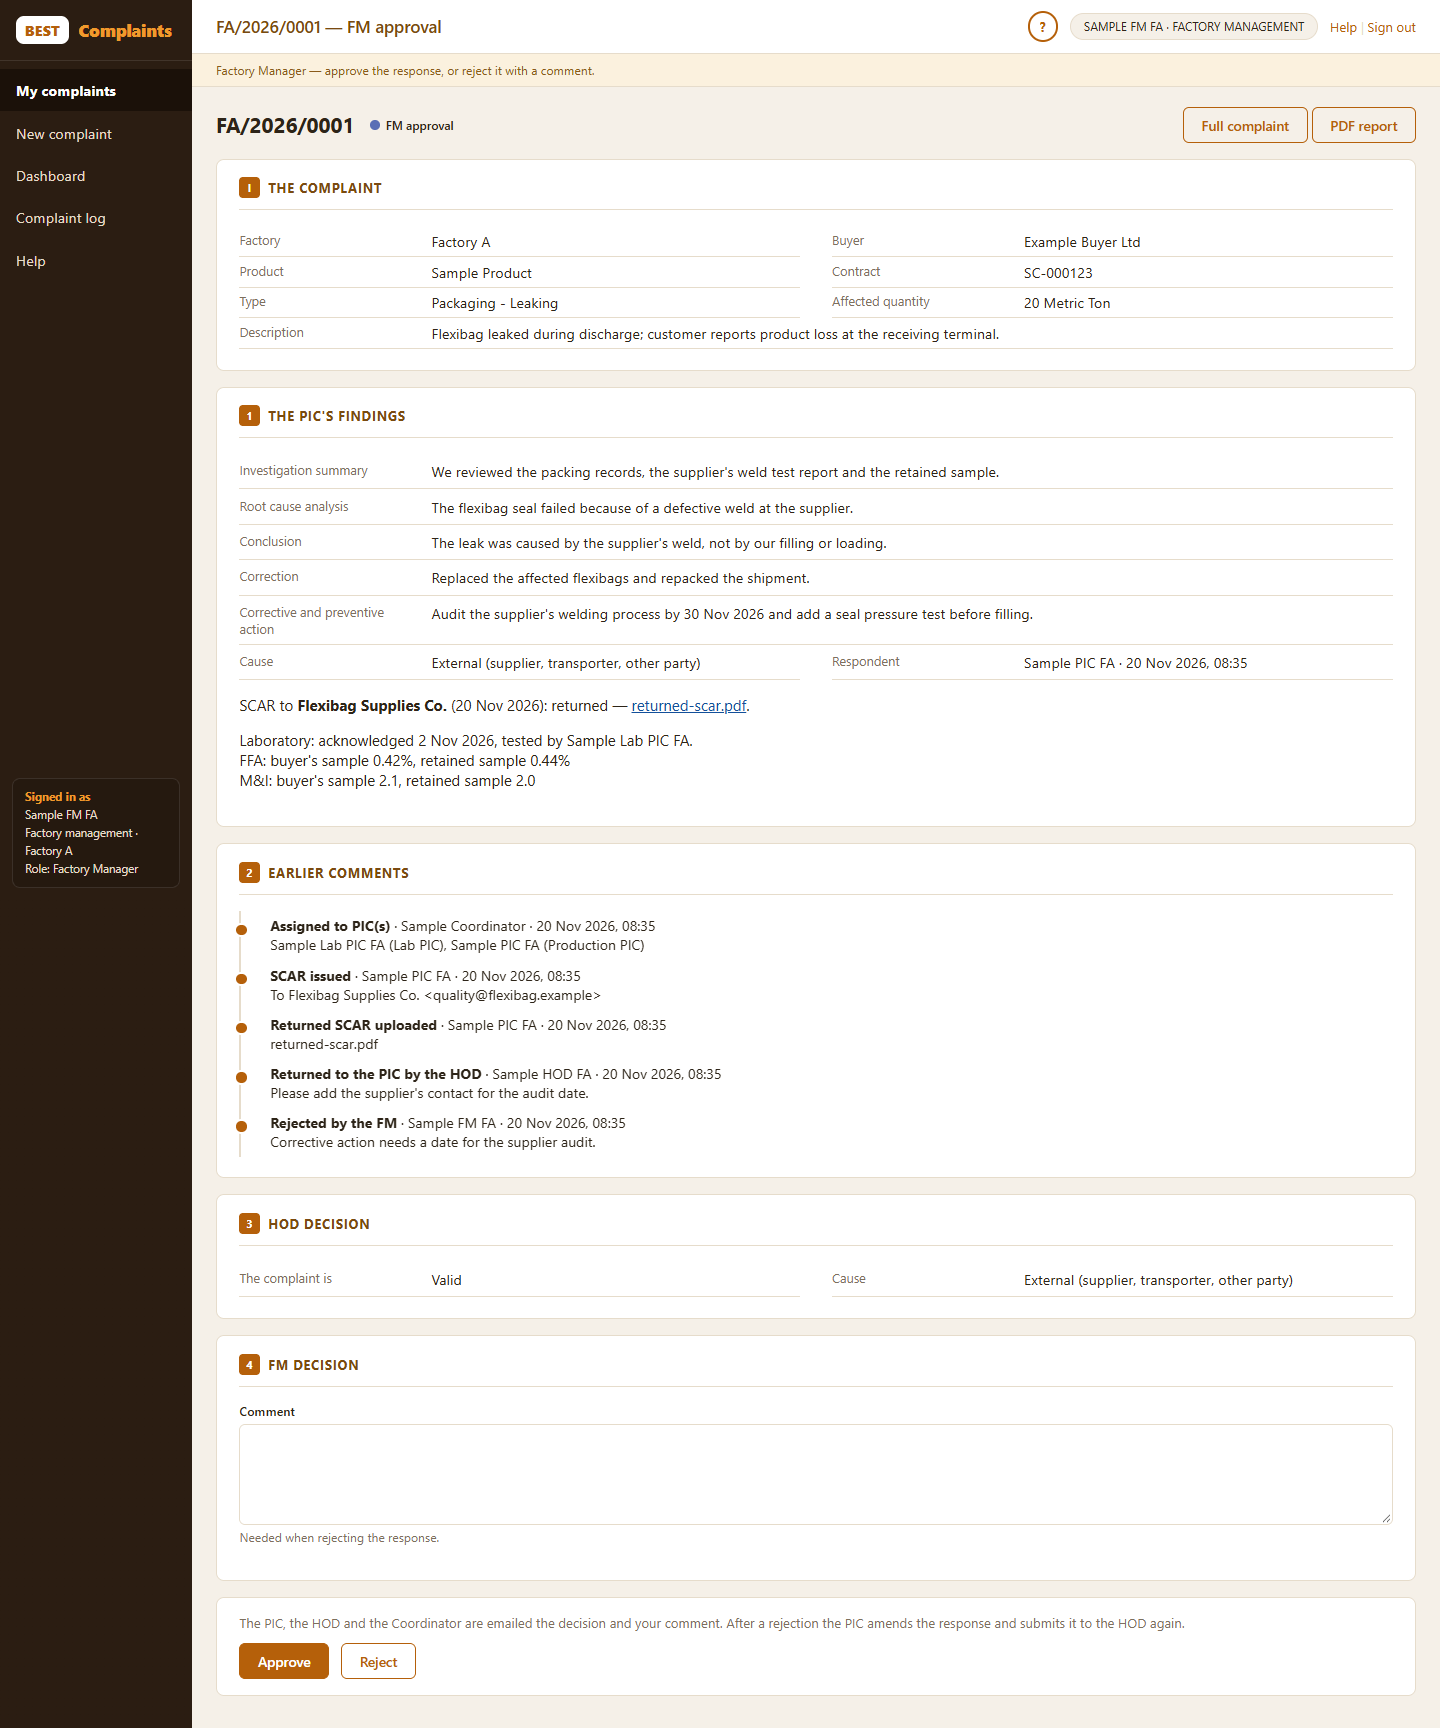 BEST Complaints
My complaints
New complaint
Dashboard
Complaint log
Help
Signed in as
Sample FM FA
Factory management ·
Factory A
Role: Factory Manager
FA/2026/0001 — FM approval
?
SAMPLE FM FA · FACTORY MANAGEMENT
Help | Sign out
Factory Manager — approve the response, or reject it with a comment.
FA/2026/0001
FM approval
Full complaint
PDF report
I THE COMPLAINT
Factory Factory A
Buyer Example Buyer Ltd
Product Sample Product
Contract SC-000123
Type Packaging - Leaking
Affected quantity 20 Metric Ton
Description Flexibag leaked during discharge; customer reports product loss at the receiving terminal.
1 THE PIC'S FINDINGS
Investigation summary We reviewed the packing records, the supplier's weld test report and the retained sample.
Root cause analysis The flexibag seal failed because of a defective weld at the supplier.
Conclusion The leak was caused by the supplier's weld, not by our filling or loading.
Correction Replaced the affected flexibags and repacked the shipment.
Corrective and preventive
action
Audit the supplier's welding process by 30 Nov 2026 and add a seal pressure test before filling.
Cause External (supplier, transporter, other party)
Respondent Sample PIC FA · 20 Nov 2026, 08:35
SCAR to Flexibag Supplies Co. (20 Nov 2026): returned — returned-scar.pdf.
Laboratory: acknowledged 2 Nov 2026, tested by Sample Lab PIC FA.
FFA: buyer's sample 0.42%, retained sample 0.44%
M&I: buyer's sample 2.1, retained sample 2.0
2 EARLIER COMMENTS
Assigned to PIC(s) · Sample Coordinator · 20 Nov 2026, 08:35
Sample Lab PIC FA (Lab PIC), Sample PIC FA (Production PIC)
SCAR issued · Sample PIC FA · 20 Nov 2026, 08:35
To Flexibag Supplies Co. <quality@flexibag.example>
Returned SCAR uploaded · Sample PIC FA · 20 Nov 2026, 08:35
returned-scar.pdf
Returned to the PIC by the HOD · Sample HOD FA · 20 Nov 2026, 08:35
Please add the supplier's contact for the audit date.
Rejected by the FM · Sample FM FA · 20 Nov 2026, 08:35
Corrective action needs a date for the supplier audit.
3 HOD DECISION
The complaint is Valid
Cause External (supplier, transporter, other party)
4 FM DECISION
Comment
Needed when rejecting the response.
The PIC, the HOD and the Coordinator are emailed the decision and your comment. After a rejection the PIC amends the response and submits it to the HOD again.
Approve
Reject